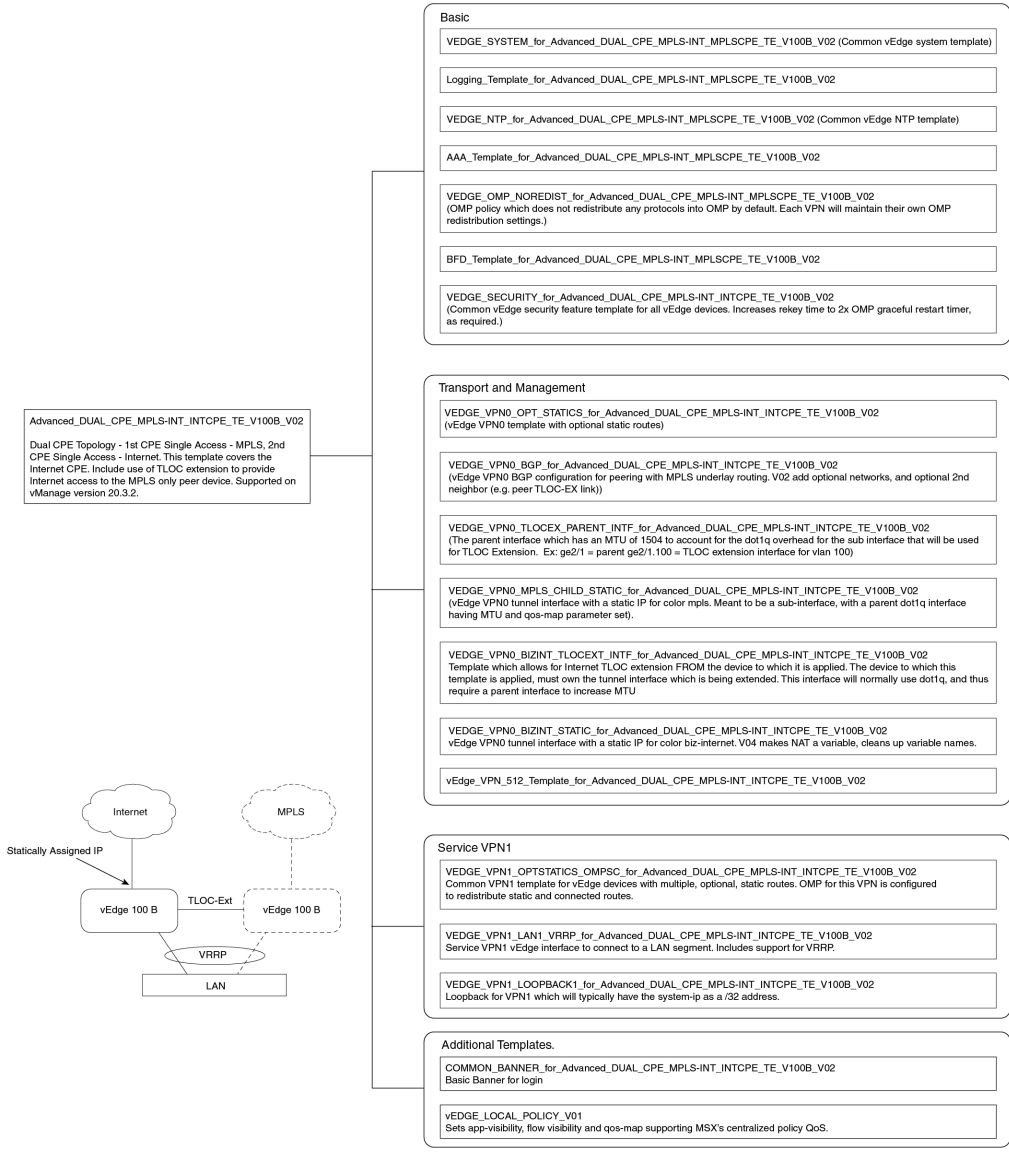 Basic
VEDGE_SYSTEM_for_Advanced_DUAL_CPE_MPLS-INT_MPLSCPE_TE_V100B_V02 (Common vEdge system template)
Logging_Template_for_Advanced_DUAL_CPE_MPLS-INT_MPLSCPE_TE_V100B_V02
VEDGE_NTP_for_Advanced_DUAL_CPE_MPLS-INT_MPLSCPE_TE_V100B_V02 (Common vEdge NTP template)
AAA_Template_for_Advanced_DUAL_CPE_MPLS-INT_MPLSCPE_TE_V100B_V02
VEDGE_OMP_NOREDIST_for_Advanced_DUAL_CPE_MPLS-INT_MPLSCPE_TE_V100B_V02
(OMP policy which does not redistribute any protocols into OMP by default. Each VPN will maintain their own OMP
redistribution settings.)
BFD_Template_for_Advanced_DUAL_CPE_MPLS-INT_MPLSCPE_TE_V100B_V02
VEDGE_SECURITY_for_Advanced_DUAL_CPE_MPLS-INT_INTCPE_TE_V100B_V02
(Common vEdge security feature template for all vEdge devices. Increases rekey time to 2x OMP graceful restart timer,
as required.)
Advanced_DUAL_CPE_MPLS-INT_INTCPE_TE_V100B_V02
Dual CPE Topology - 1st CPE Single Access - MPLS, 2nd
CPE Single Access - Internet. This template covers the
Internet CPE. Include use of TLOC extension to provide
Internet access to the MPLS only peer device. Supported on
vManage version 20.3.2.
Transport and Management
VEDGE_VPN0_OPT_STATICS_for_Advanced_DUAL_CPE_MPLS-INT_INTCPE_TE_V100B_V02
(vEdge VPN0 template with optional static routes)
VEDGE_VPN0_BGP_for_Advanced_DUAL_CPE_MPLS-INT_INTCPE_TE_V100B_V02
(vEdge VPN0 BGP configuration for peering with MPLS underlay routing. V02 add optional networks, and optional 2nd
neighbor (e.g. peer TLOC-EX link))
VEDGE_VPN0_TLOCEX_PARENT_INTF_for_Advanced_DUAL_CPE_MPLS-INT_INTCPE_TE_V100B_V02
(The parent interface which has an MTU of 1504 to account for the dot1q overhead for the sub interface that will be used
for TLOC Extension. Ex: ge2/1 = parent ge2/1.100 = TLOC extension interface for vlan 100)
VEDGE_VPN0_MPLS_CHILD_STATIC_for_Advanced_DUAL_CPE_MPLS-INT_INTCPE_TE_V100B_V02
(vEdge VPN0 tunnel interface with a static IP for color mpls. Meant to be a sub-interface, with a parent dot1q interface
having MTU and qos-map parameter set).
VEDGE_VPN0_BIZINT_TLOCEXT_INTF_for_Advanced_DUAL_CPE_MPLS-INT_INTCPE_TE_V100B_V02
Template which allows for Internet TLOC extension FROM the device to which it is applied. The device to which this
template is applied, must own the tunnel interface which is being extended. This interface will normally use dot1q, and thus
require a parent interface to increase MTU
VEDGE_VPN0_BIZINT_STATIC_for_Advanced_DUAL_CPE_MPLS-INT_INTCPE_TE_V100B_V02
vEdge VPN0 tunnel interface with a static IP for color biz-internet. V04 makes NAT a variable, cleans up variable names.
vEdge_VPN_512_Template_for_Advanced_DUAL_CPE_MPLS-INT_INTCPE_TE_V100B_V02
Internet
MPLS
Statically Assigned IP
vEdge 100 B
TLOC-Ext
vEdge 100 B
VRRP
LAN
Service VPN1
VEDGE_VPN1_OPTSTATICS_OMPSC_for_Advanced_DUAL_CPE_MPLS-INT_INTCPE_TE_V100B_V02
Common VPN1 template for vEdge devices with multiple, optional, static routes. OMP for this VPN is configured
to redistribute static and connected routes.
VEDGE_VPN1_LAN1_VRRP_for_Advanced_DUAL_CPE_MPLS-INT_INTCPE_TE_V100B_V02
Service VPN1 vEdge interface to connect to a LAN segment. Includes support for VRRP.
VEDGE_VPN1_LOOPBACK1_for_Advanced_DUAL_CPE_MPLS-INT_INTCPE_TE_V100B_V02
Loopback for VPN1 which will typically have the system-ip as a /32 address.
Additional Templates.
COMMON_BANNER_for_Advanced_DUAL_CPE_MPLS-INT_INTCPE_TE_V100B_V02
Basic Banner for login
vEDGE_LOCAL_POLICY_V01
Sets app-visibility, flow visibility and qos-map supporting MSX's centralized policy QoS.